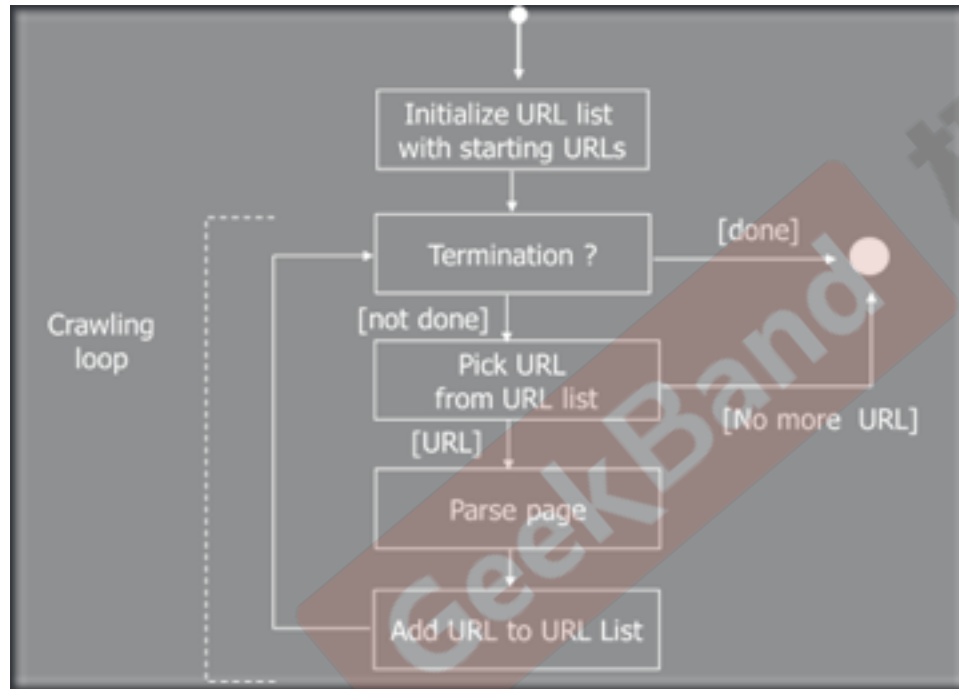 Initialize URL list
with starting URLs
Termination ?
[done]
[not done]
Crawling
loop
Pick URL
from URL list
[No more URL]
[URL]
Parse page
Add URL to URL List
GeekBand